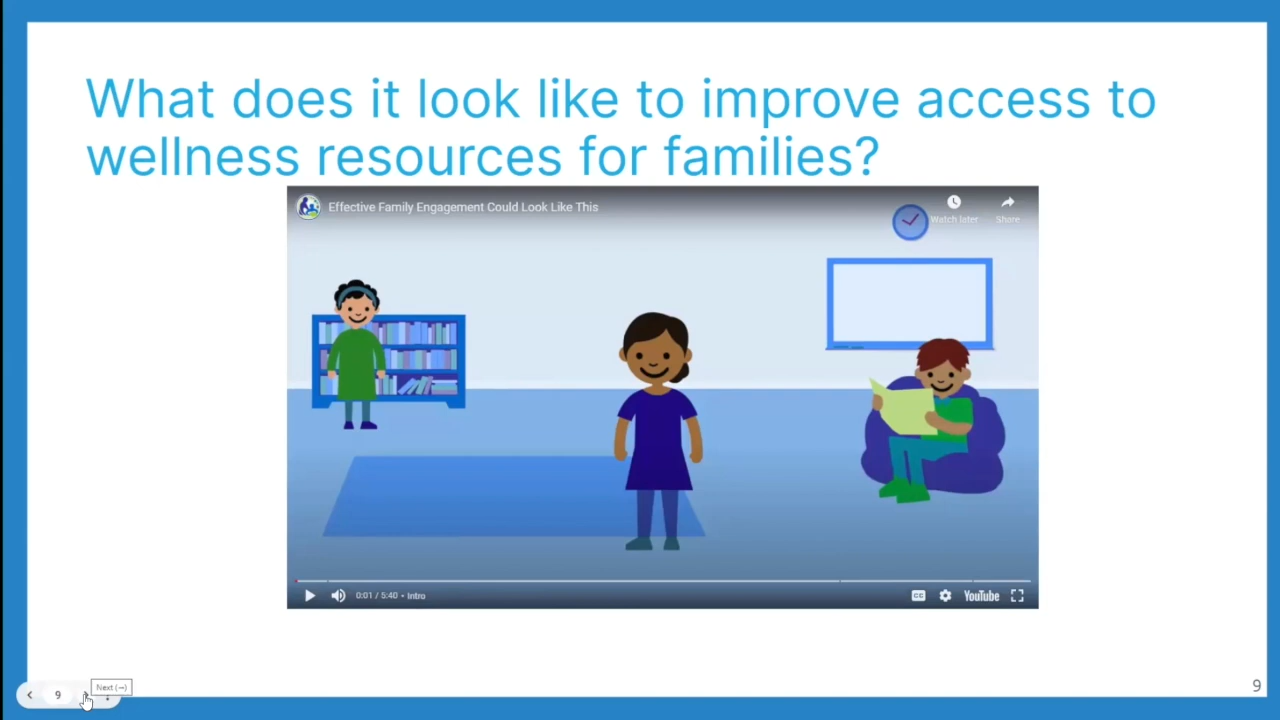 What does it look like to improve access to
wellness resources for families?
Effective Family Engagement Could Look Like This
Watch later
Share
0:01 / 5:40 • Intro
CC
YouTube
Next (→)
9
9